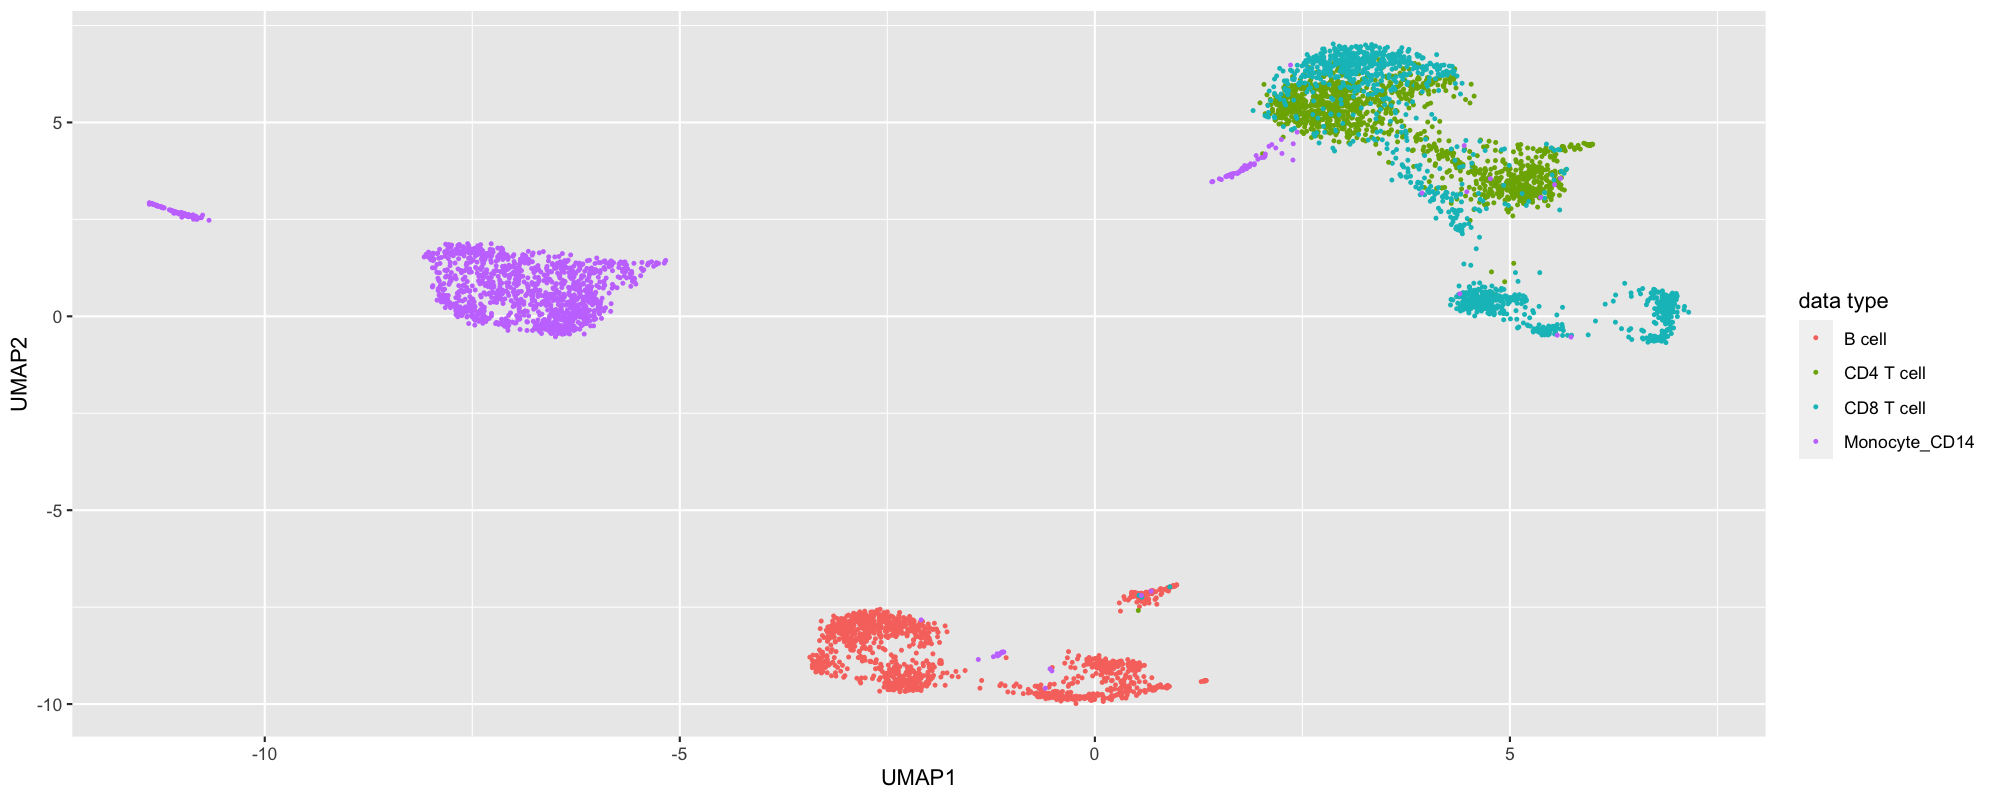 5
0
-5
-10
UMAP2
-10
-5
0
5
UMAP1
data type
B cell
CD4 T cell
CD8 T cell
Monocyte_CD14